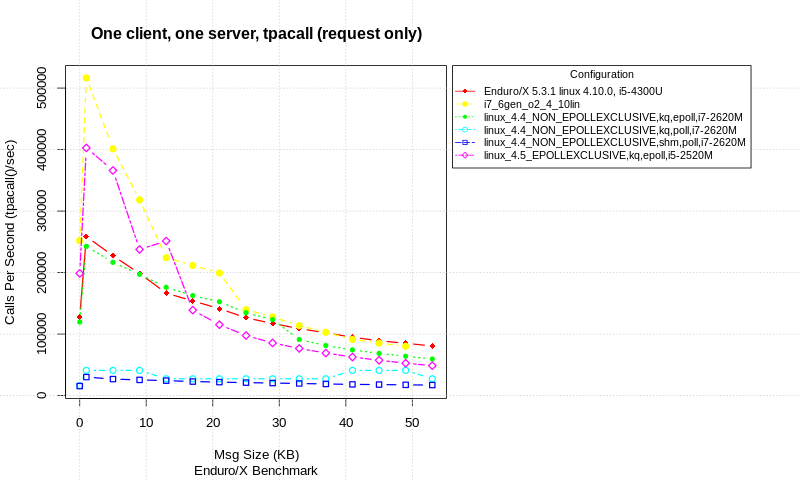 One client, one server, tpacall (request only)
Configuration
Enduro/X 5.3.1 linux 4.10.0, i5-4300U
i7_6gen_o2_4_10lin
linux_4.4_NON_EPOLLEXCLUSIVE,kq,epoll,i7-2620M
linux_4.4_NON_EPOLLEXCLUSIVE,kq,poll,i7-2620M
linux_4.4_NON_EPOLLEXCLUSIVE,shm,poll,i7-2620M
linux_4.5_EPOLLEXCLUSIVE,kq,epoll,i5-2520M
Calls Per Second (tpacall()/sec)
500000
400000
300000
200000
100000
0
0 10 20 30 40 50
Msg Size (KB)
Enduro/X Benchmark